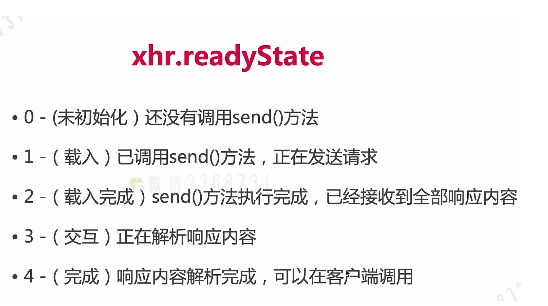 xhr.readyState
• 0 - (未初始化）还没有调用send()方法
• 1 -（ 载入 ）已调用send()方法，正在发送请求
• 2 -（ 载入完成 ）send()方法执行完成，已经接收到全部响应内容
• 3 -（ 交互 ）正在解析响应内容
• 4 -（ 完成 ）响应内容解析完成，可以在客户端调用